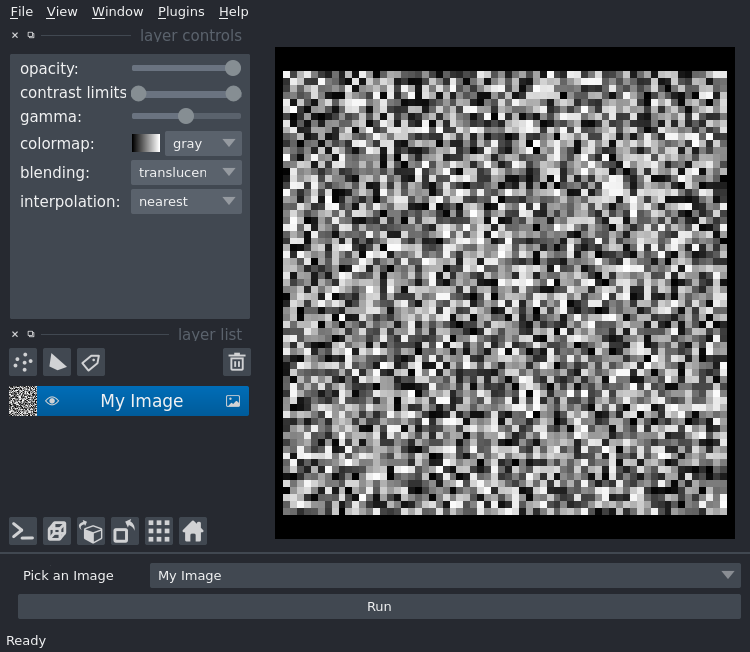 File View Window Plugins Help
layer controls
opacity:
contrast limits
gamma:
colormap: gray
blending: translucen
interpolation: nearest
layer list
My Image
Pick an Image My Image
Run
Ready